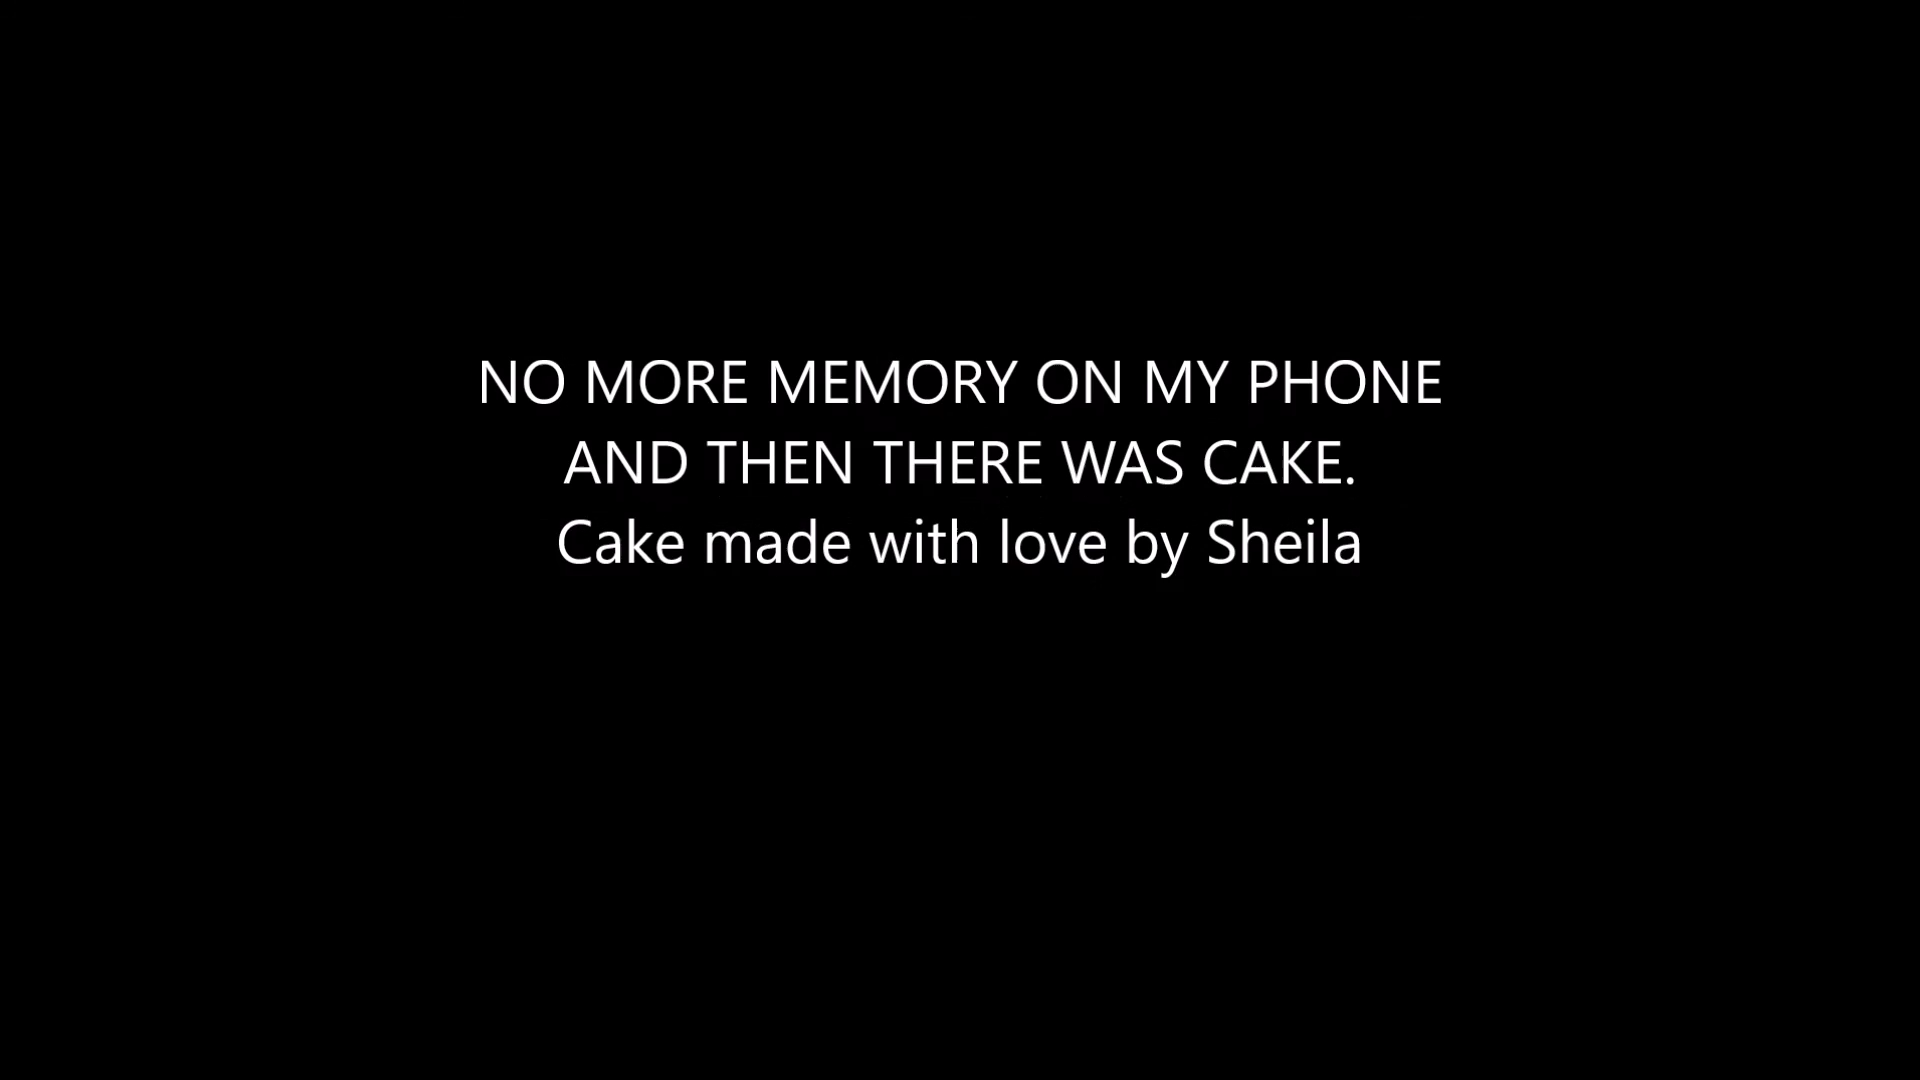 NO MORE MEMORY ON MY PHONE
AND THEN THERE WAS CAKE.
Cake made with love by Sheila